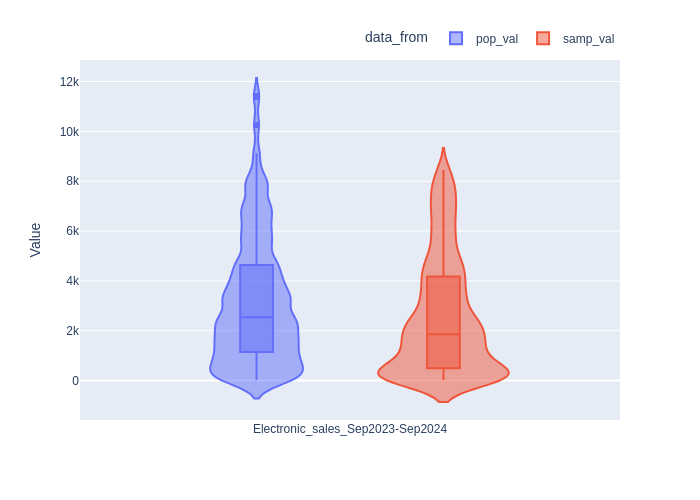 data_from pop_val samp_val
12k
10k
8k
6k
4k
2k
0
Value
Electronic_sales_Sep2023-Sep2024